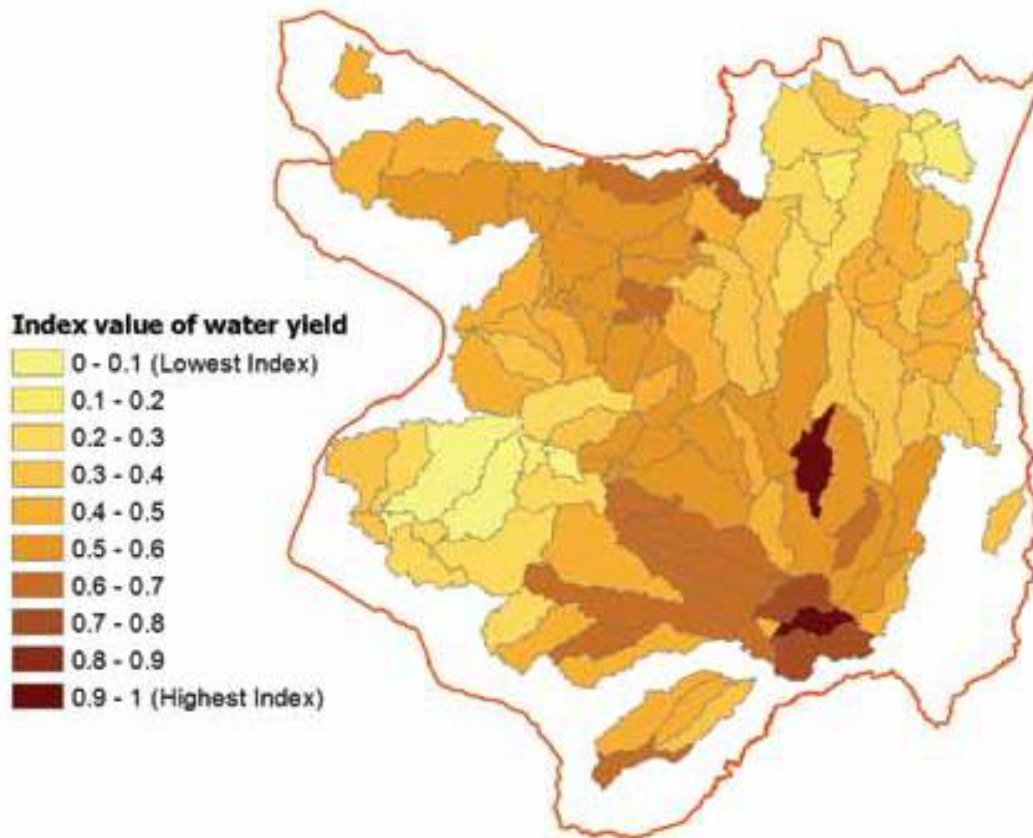 Index value of water yield
0 - 0.1 (Lowest Index)
0.1 - 0.2
0.2 - 0.3
0.3 - 0.4
0.4 - 0.5
0.5 - 0.6
0.6 - 0.7
0.7 - 0.8
0.8 - 0.9
0.9 - 1 (Highest Index)